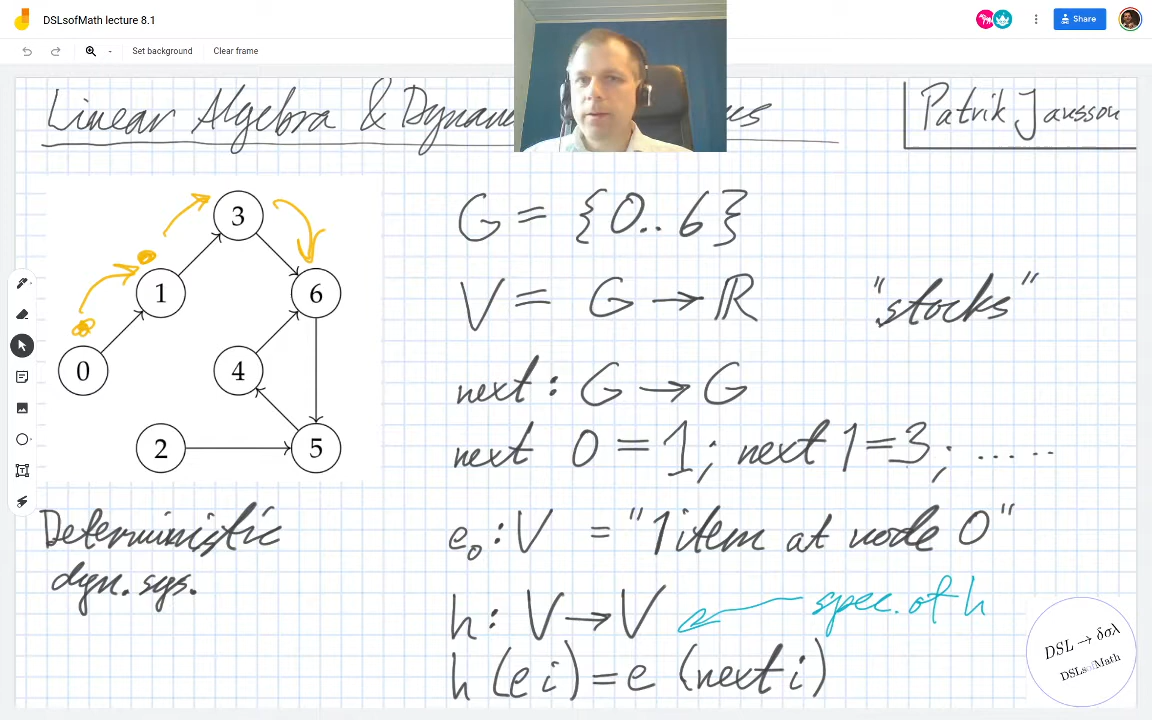 DSLsofMath lecture 8.1
Share
Set background
Clear frame
Linear Algebra & Dynam
Patrik Jansson
G = {0..6}
V = G → ℝ "stocks"
next : G → G
next 0 = 1; next 1 = 3; .....
e₀ : V = "1 item at node 0"
h : V → V spec. of h
h (e i) = e (next i)
3
1
6
0
4
2
5
Deterministic
dyn. sys.
DSL → δσλ
DSLsofMath